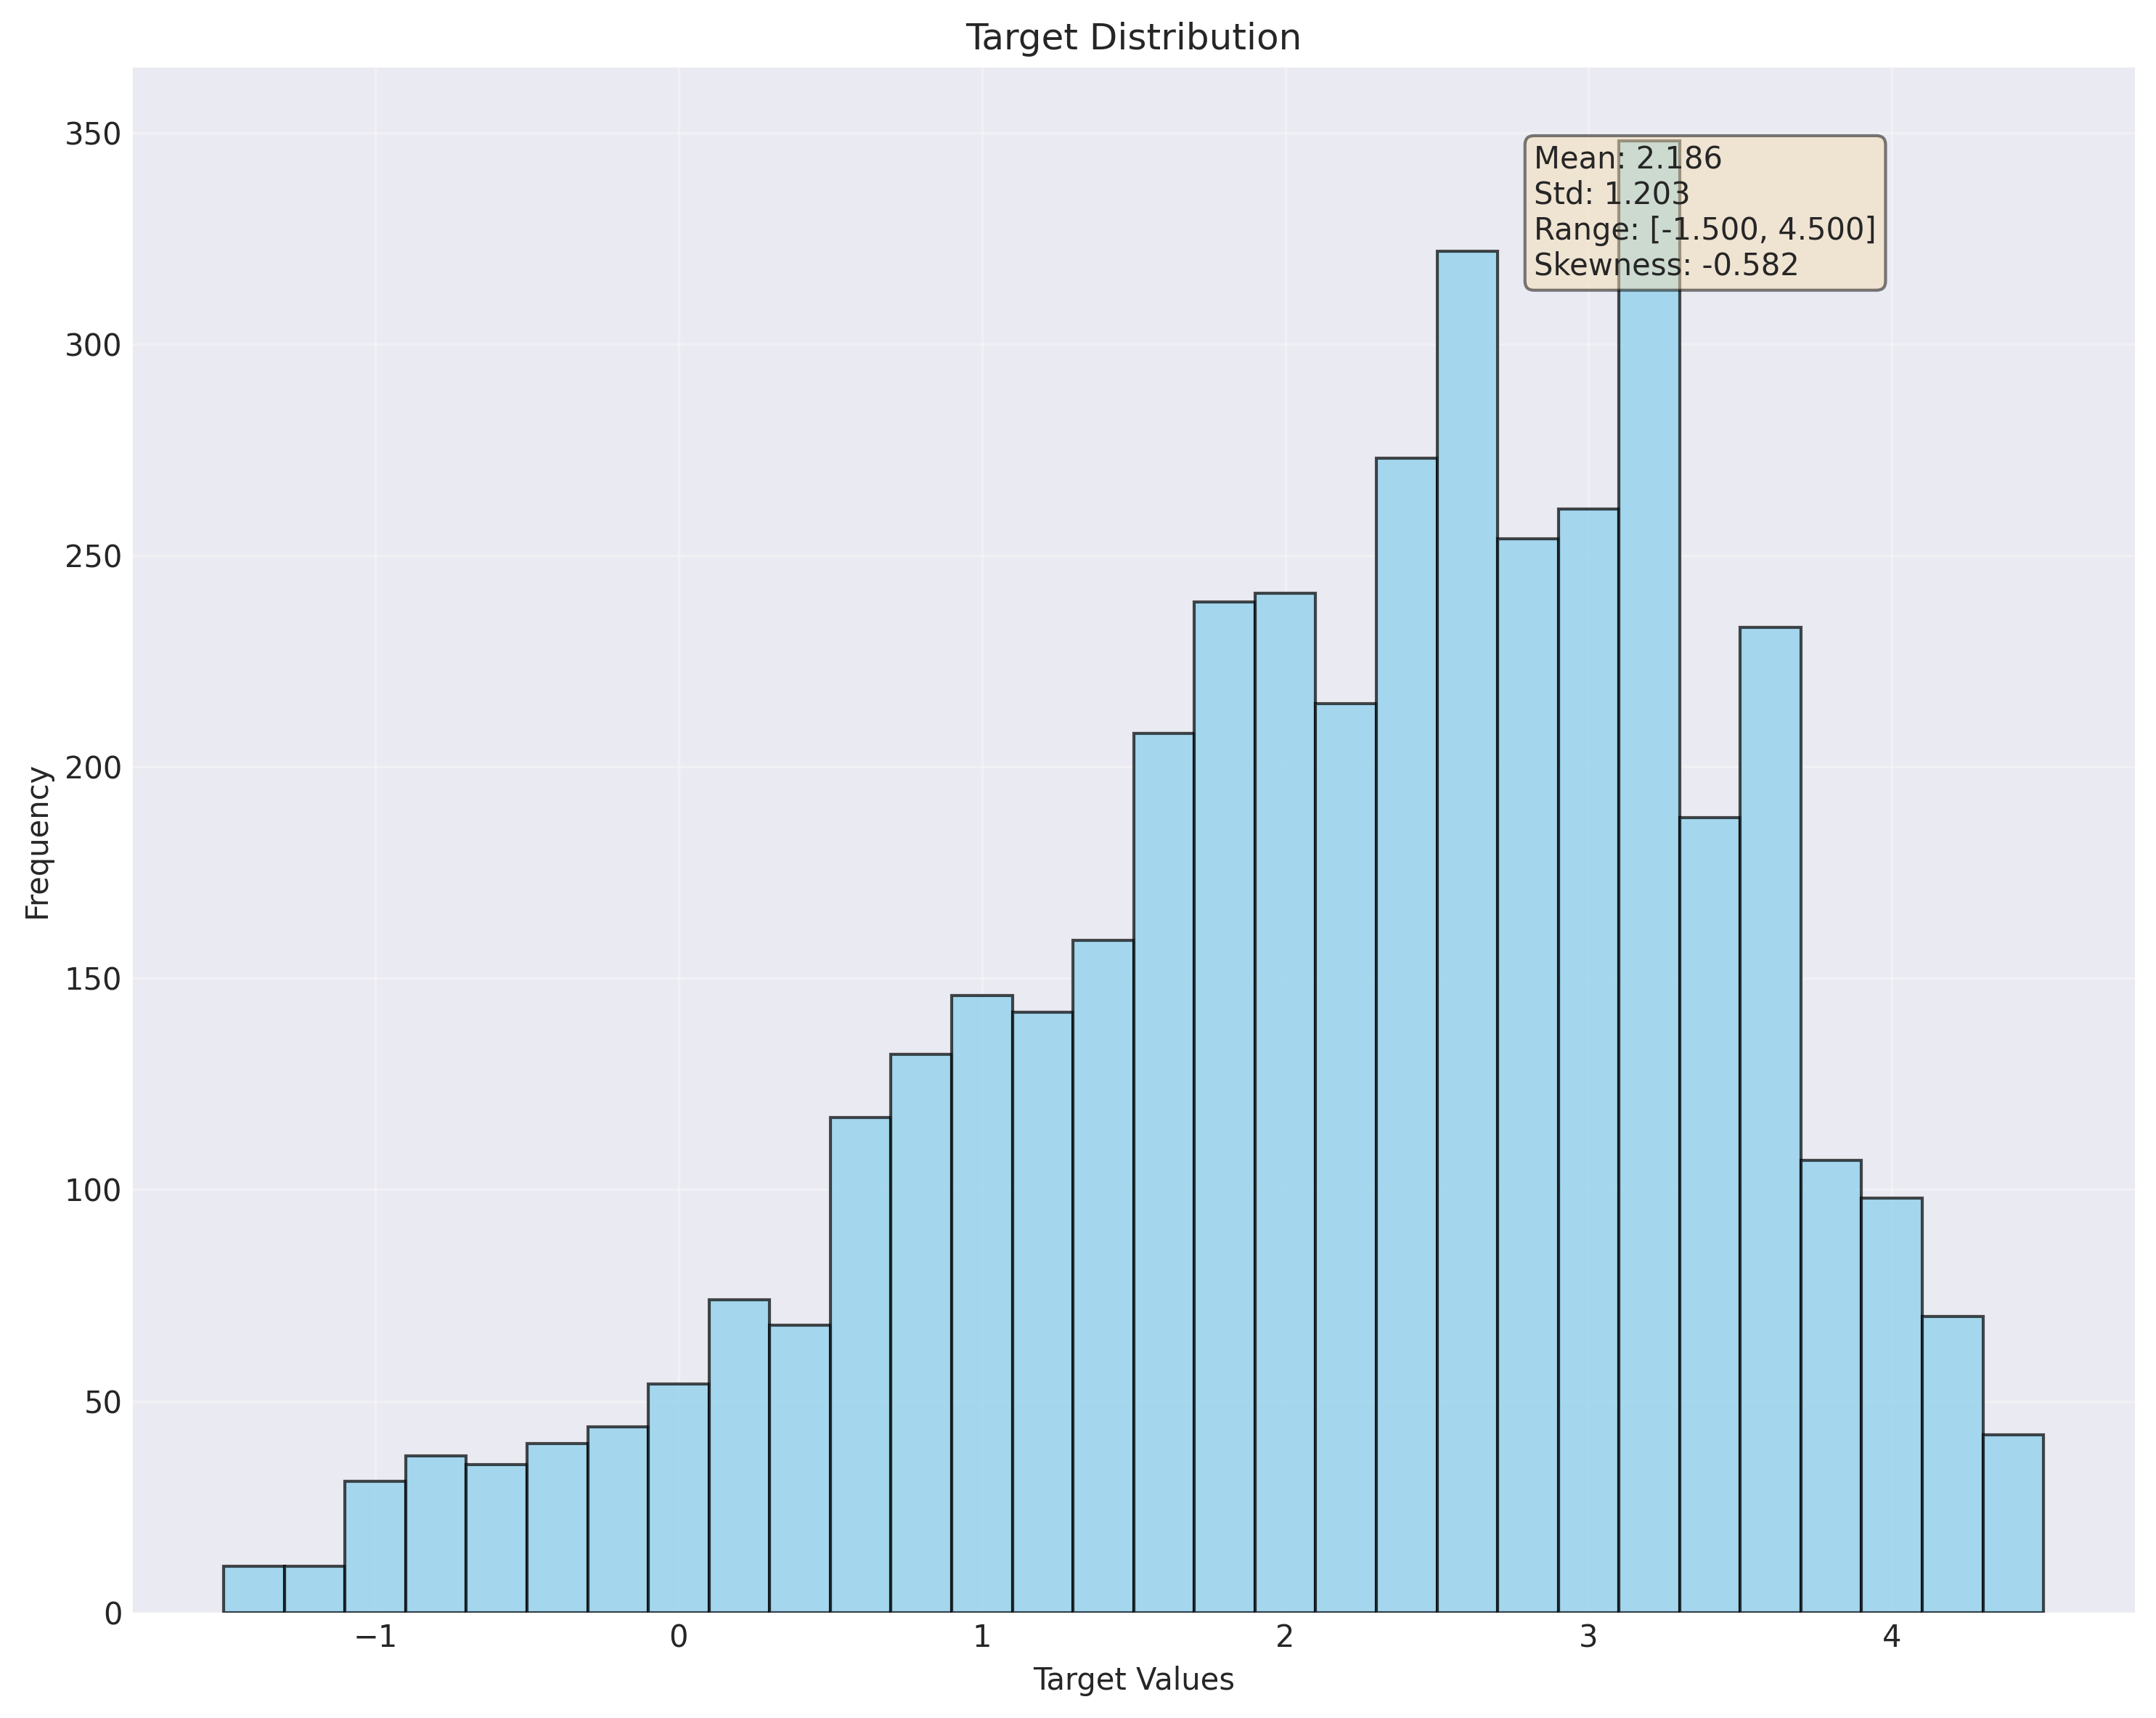 Target Distribution
350
300
250
200
150
100
50
0
Frequency
Mean: 2.186
Std: 1.203
Range: [-1.500, 4.500]
Skewness: -0.582
−1 0 1 2 3 4
Target Values